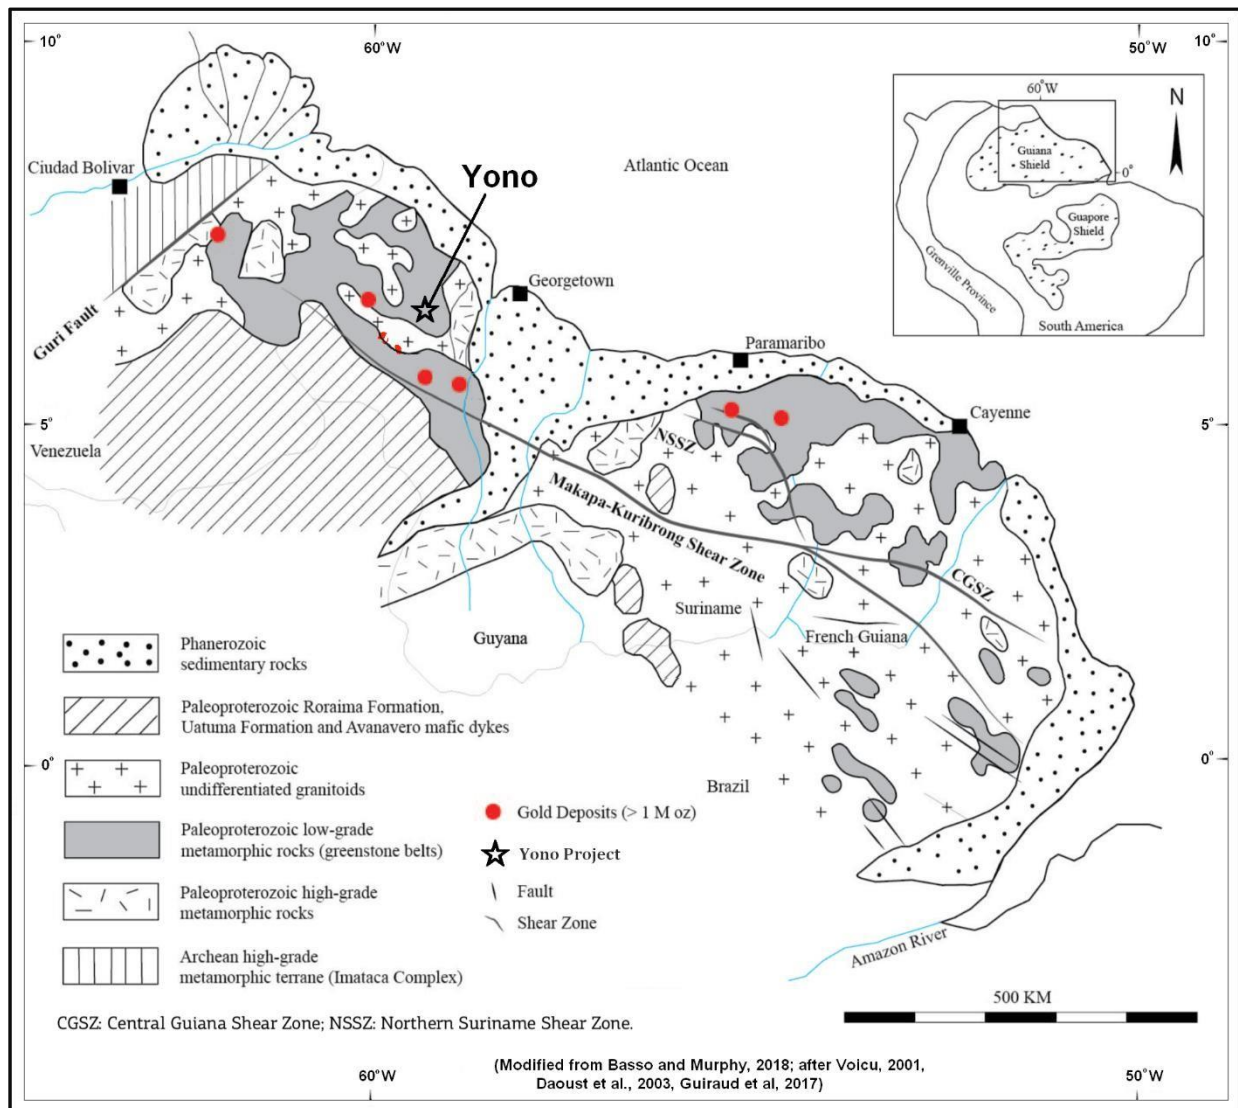 60°W
50°W
10°
10°
60°W
N
Guiana
Shield
0°
Guapore
Shield
Grenville Province
South America
Ciudad Bolivar
Atlantic Ocean
Yono
Georgetown
Guri Fault
Paramaribo
Cayenne
5°
5°
Venezuela
NSSZ
Makapa-Kuribrong Shear Zone
CGSZ
Suriname
French Guiana
Guyana
Brazil
0°
0°
Phanerozoic
sedimentary rocks
Paleoproterozoic Roraima Formation,
Uatuma Formation and Avanavero mafic dykes
Paleoproterozoic
undifferentiated granitoids
Paleoproterozoic low-grade
metamorphic rocks (greenstone belts)
Paleoproterozoic high-grade
metamorphic rocks
Archean high-grade
metamorphic terrane (Imataca Complex)
Gold Deposits (> 1 M oz)
Yono Project
Fault
Shear Zone
Amazon River
500 KM
CGSZ: Central Guiana Shear Zone; NSSZ: Northern Suriname Shear Zone.
(Modified from Basso and Murphy, 2018; after Voicu, 2001,
Daoust et al., 2003, Guiraud et al, 2017)
60°W
50°W